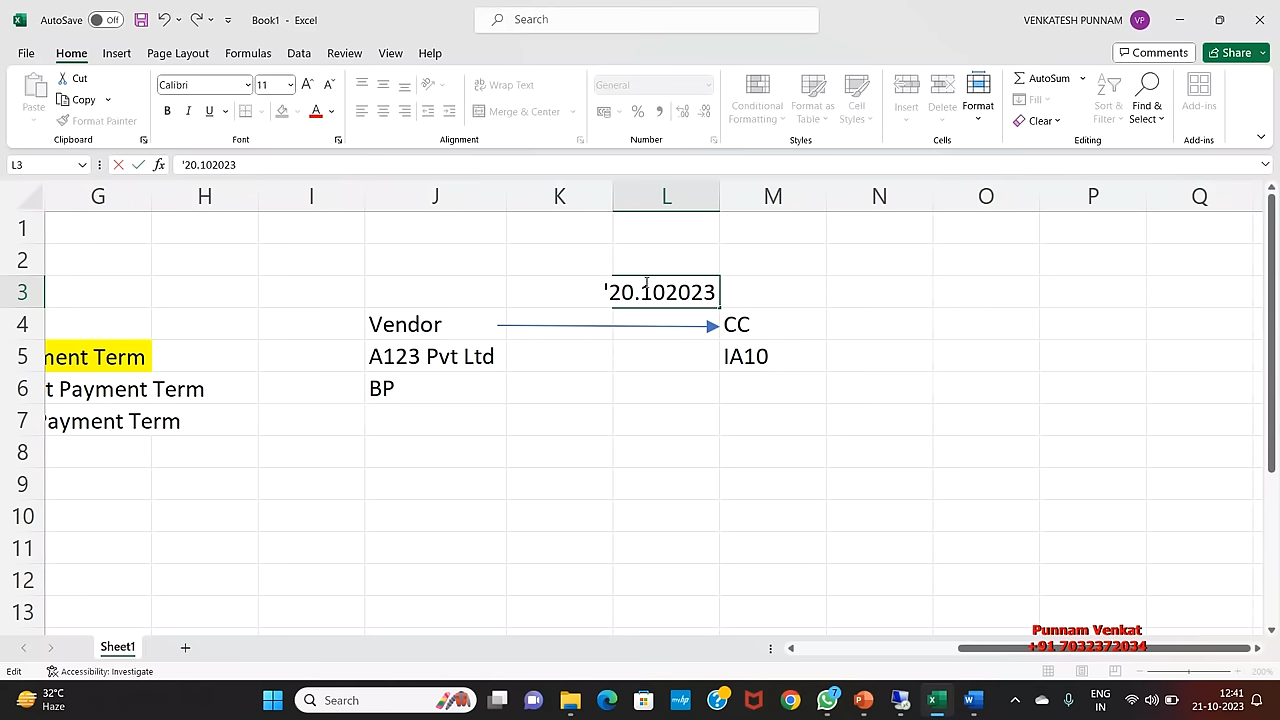 AutoSave Off Book1 - Excel Search VENKATESH PUNNAM VP
File Home Insert Page Layout Formulas Data Review View Help Comments Share
Paste Cut Copy Format Painter
Calibri 11 A A B I U A
Wrap Text Merge & Center
General % ,
Conditional Formatting Format Table Cell Styles
Insert Delete Format
AutoSum Fill Clear Sort & Filter Find & Select Add-ins
Clipboard Font Alignment Number Styles Cells Editing Add-ins
L3 fx '20.102023
G H I J K L M N O P Q
1
2
3 '20.102023
4 Vendor CC
5 ment Term A123 Pvt Ltd IA10
6 t Payment Term BP
7 Payment Term
8
9
10
11
12
13
Punnam Venkat
+91 7032372034
Sheet1
Edit Accessibility: Investigate 200%
32°C Haze Search 7 ENG IN 12:41 21-10-2023